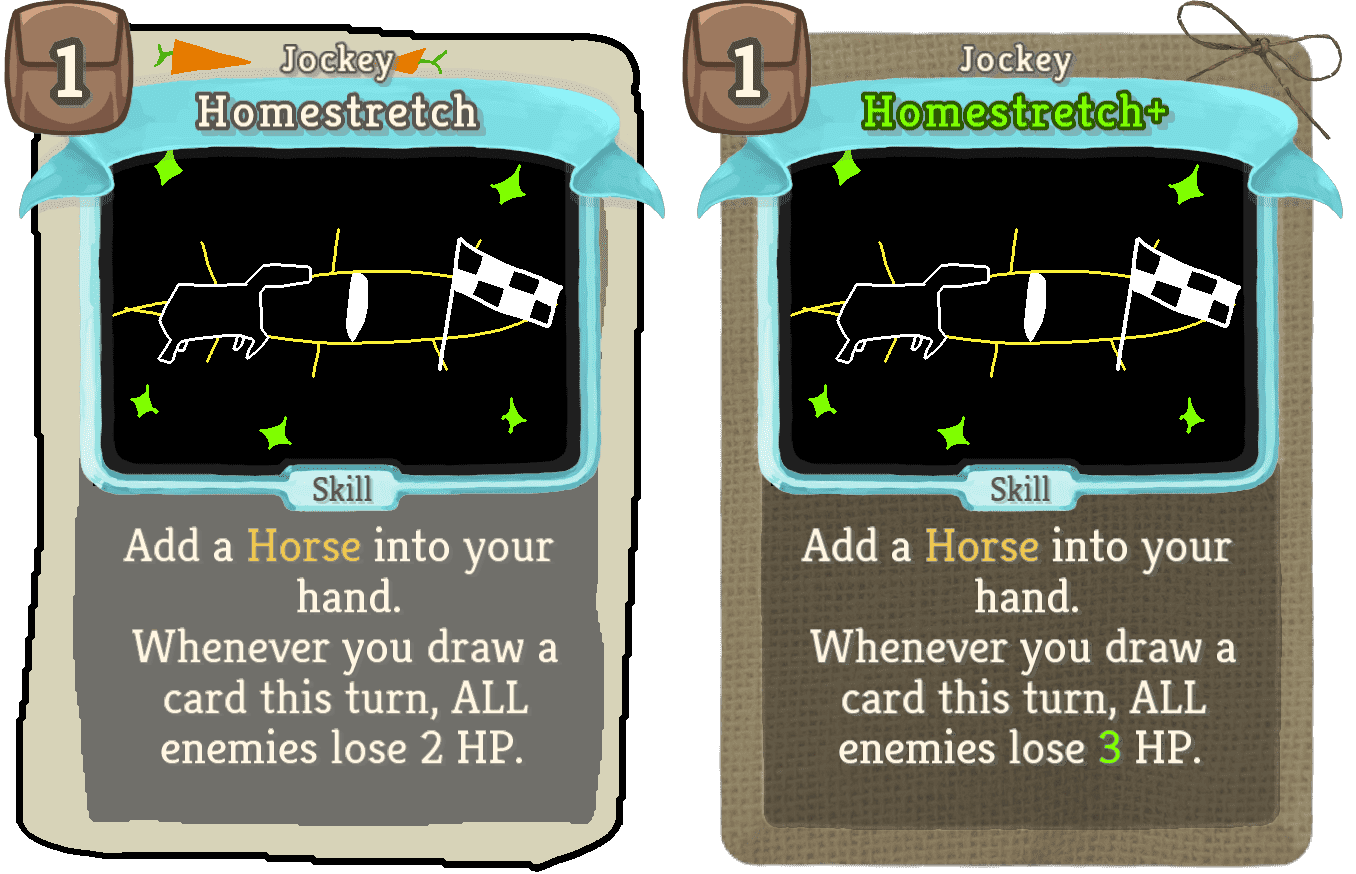 1
Jockey
Homestretch
Skill
Add a Horse into your
hand.
Whenever you draw a
card this turn, ALL
enemies lose 2 HP.
1
Jockey
Homestretch+
Skill
Add a Horse into your
hand.
Whenever you draw a
card this turn, ALL
enemies lose 3 HP.